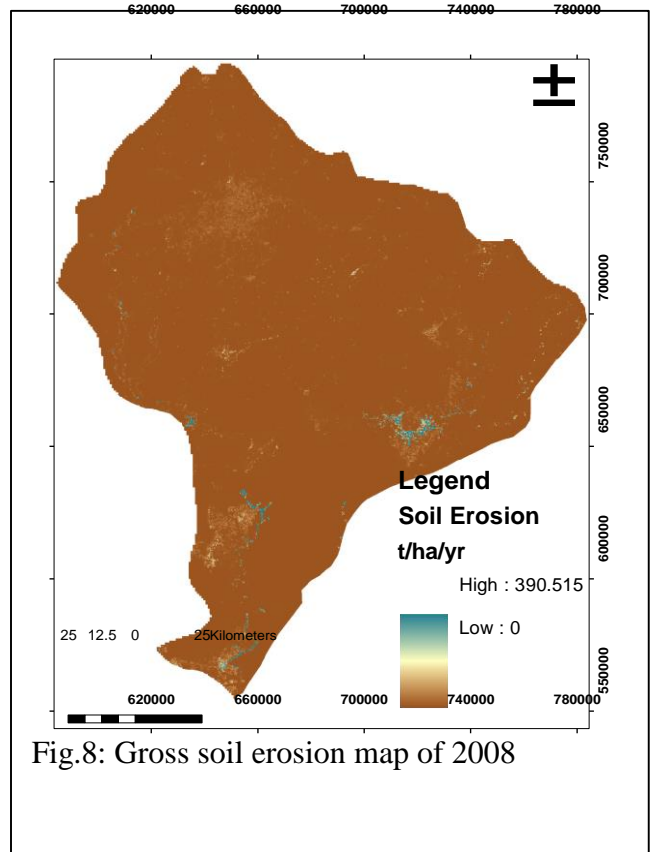 620000 660000 700000 740000 780000
750000
700000
650000
600000
550000
Legend
Soil Erosion
t/ha/yr
High : 390.515
Low : 0
25 12.5 0 25Kilometers
620000 660000 700000 740000 780000
Fig.8: Gross soil erosion map of 2008